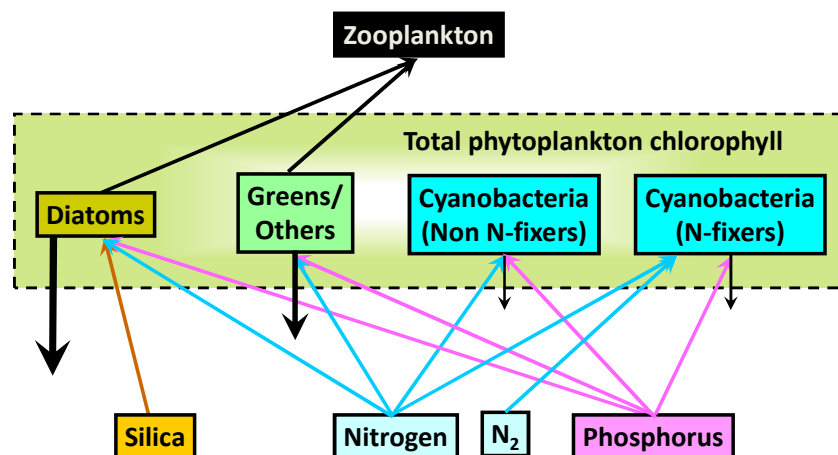 Zooplankton
Total phytoplankton chlorophyll
Diatoms
Greens/
Others
Cyanobacteria
(Non N-fixers)
Cyanobacteria
(N-fixers)
Silica
Nitrogen
N₂
Phosphorus